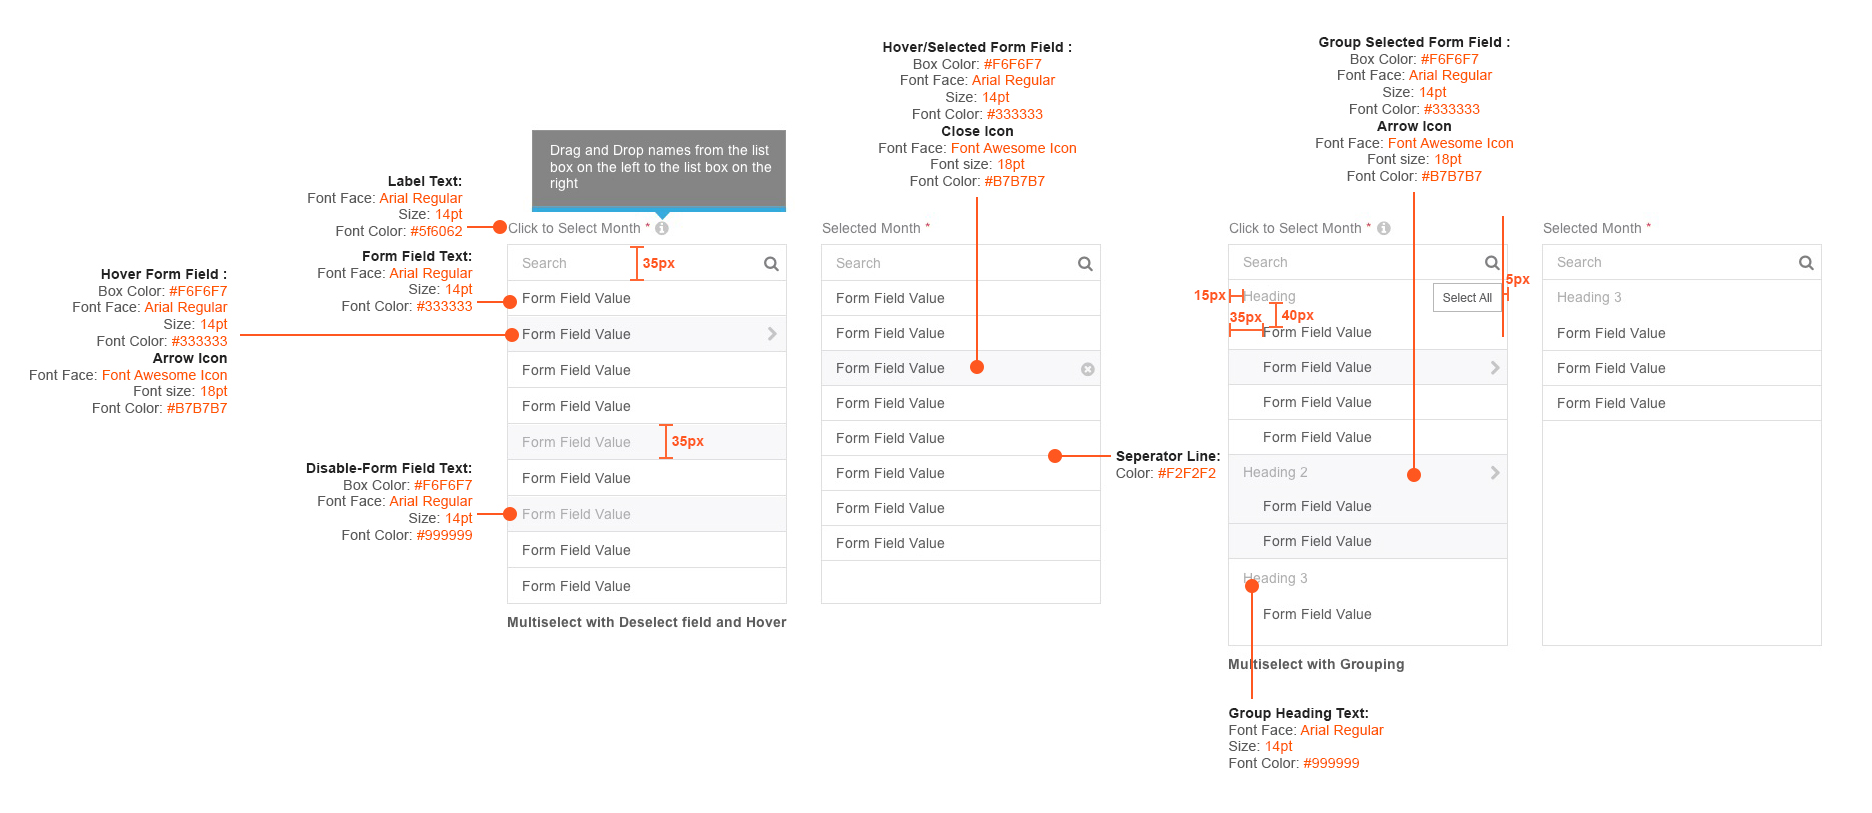 Hover/Selected Form Field :
Box Color: #F6F6F7
Font Face: Arial Regular
Size: 14pt
Font Color: #333333
Close Icon
Font Face: Font Awesome Icon
Font size: 18pt
Font Color: #B7B7B7
Group Selected Form Field :
Box Color: #F6F6F7
Font Face: Arial Regular
Size: 14pt
Font Color: #333333
Arrow Icon
Font Face: Font Awesome Icon
Font size: 18pt
Font Color: #B7B7B7
Drag and Drop names from the list
box on the left to the list box on the
right
Label Text:
Font Face: Arial Regular
Size: 14pt
Font Color: #5f6062
Form Field Text:
Font Face: Arial Regular
Size: 14pt
Font Color: #333333
Hover Form Field :
Box Color: #F6F6F7
Font Face: Arial Regular
Size: 14pt
Font Color: #333333
Arrow Icon
Font Face: Font Awesome Icon
Font size: 18pt
Font Color: #B7B7B7
Disable-Form Field Text:
Box Color: #F6F6F7
Font Face: Arial Regular
Size: 14pt
Font Color: #999999
Click to Select Month *
Search
35px
Form Field Value
Form Field Value
Form Field Value
Form Field Value
Form Field Value
35px
Form Field Value
Form Field Value
Form Field Value
Form Field Value
Multiselect with Deselect field and Hover
Selected Month *
Search
Form Field Value
Form Field Value
Form Field Value
Form Field Value
Form Field Value
Form Field Value
Form Field Value
Form Field Value
Seperator Line:
Color: #F2F2F2
Click to Select Month *
Search
5px
15px
Heading
Select All
35px
40px
Form Field Value
Form Field Value
Form Field Value
Form Field Value
Heading 2
Form Field Value
Form Field Value
Heading 3
Form Field Value
Multiselect with Grouping
Selected Month *
Search
Heading 3
Form Field Value
Form Field Value
Form Field Value
Group Heading Text:
Font Face: Arial Regular
Size: 14pt
Font Color: #999999